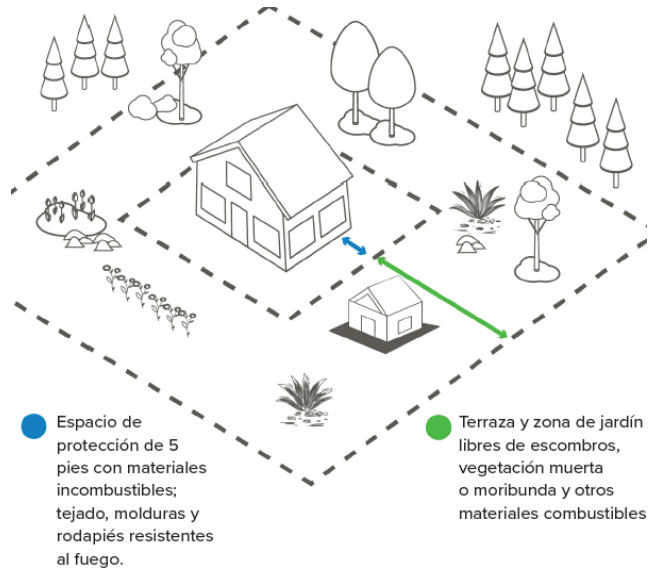 Espacio de
protección de 5
pies con materiales
incombustibles;
tejado, molduras y
rodapiés resistentes
al fuego.
Terraza y zona de jardín
libres de escombros,
vegetación muerta
o moribunda y otros
materiales combustibles